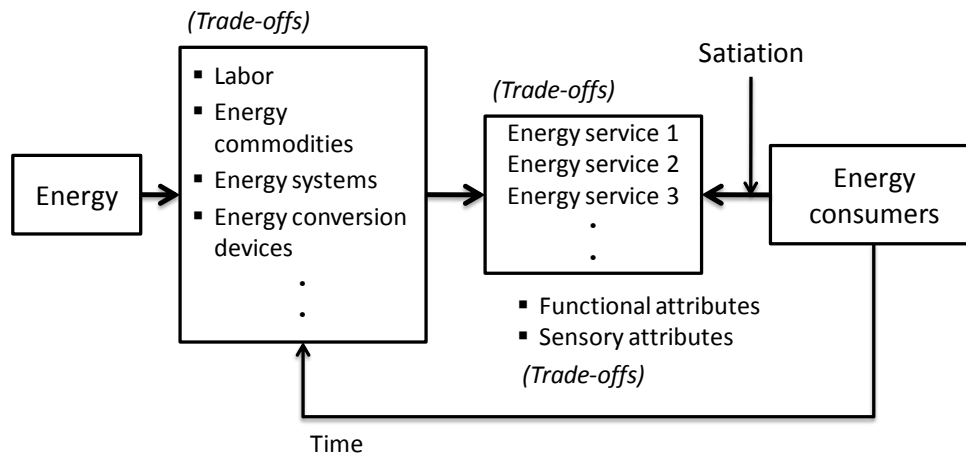 (Trade-offs)
▪ Labor
▪ Energy
commodities
▪ Energy systems
▪ Energy conversion
devices
.
.
Energy
(Trade-offs)
Energy service 1
Energy service 2
Energy service 3
.
.
▪ Functional attributes
▪ Sensory attributes
(Trade-offs)
Satiation
Energy
consumers
Time